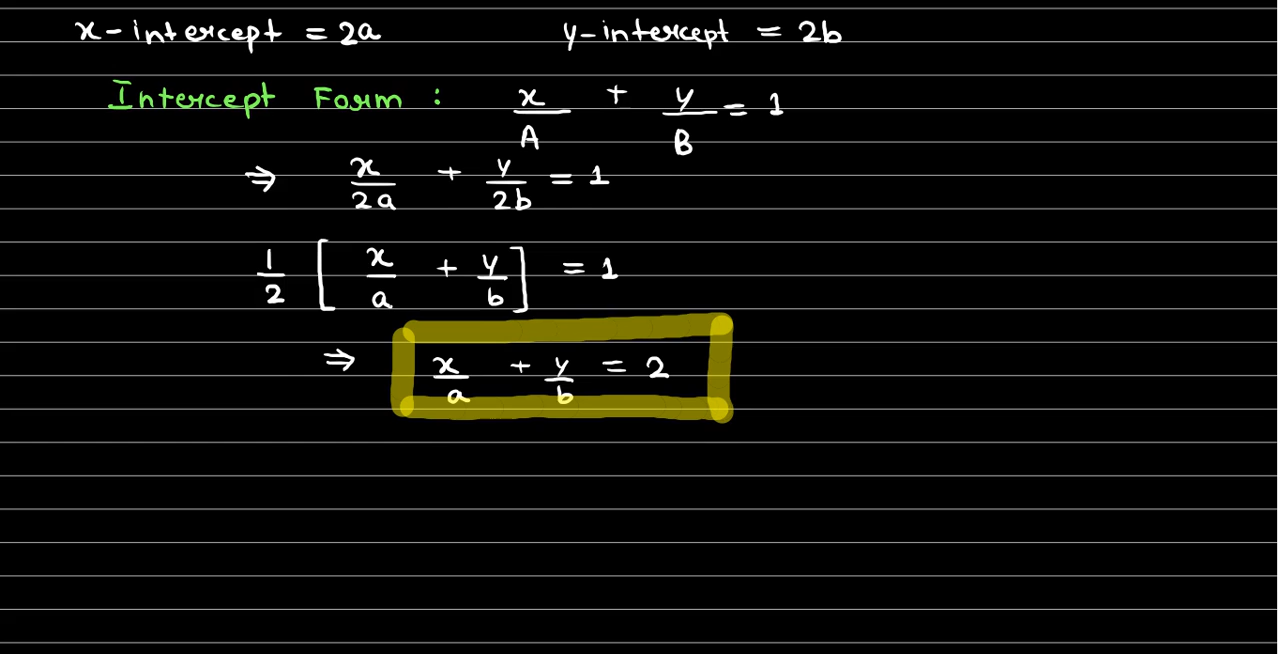 x-intercept = 2a y-intercept = 2b
Intercept Form : x/A + y/B = 1
⇒ x/2a + y/2b = 1
1/2 [ x/a + y/b ] = 1
⇒ x/a + y/b = 2